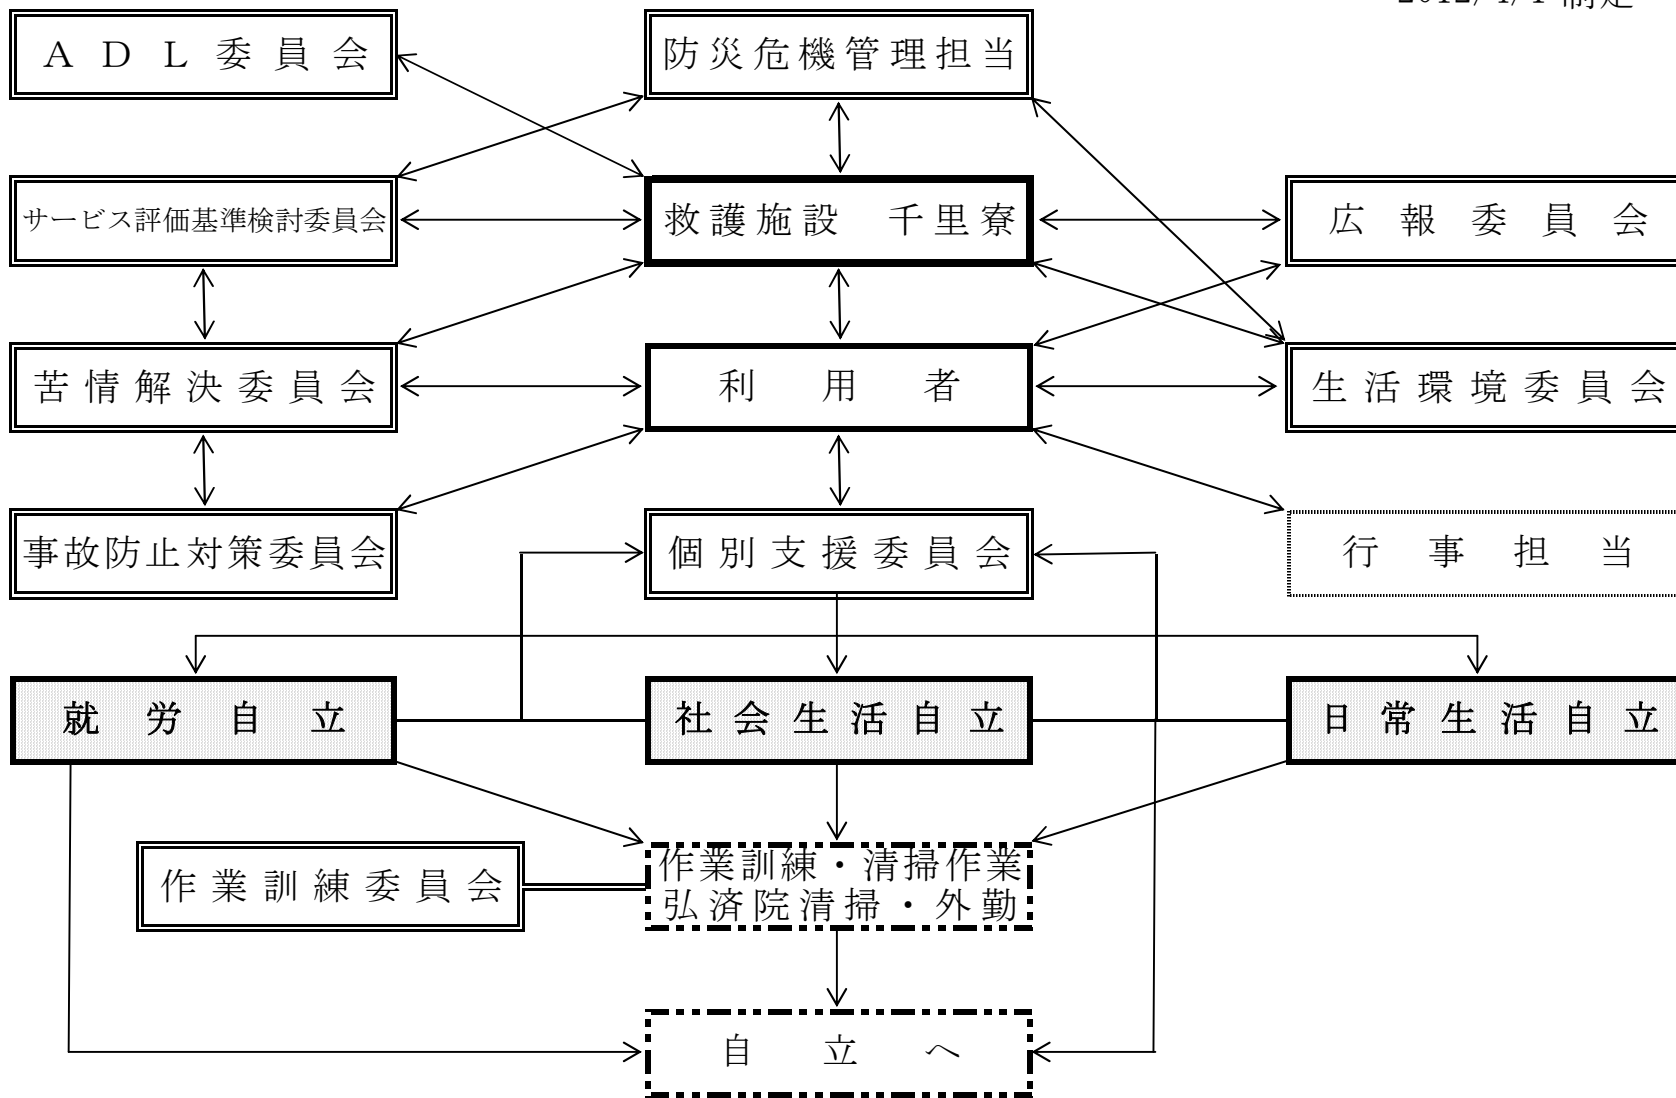 2012/4/1 制定
ＡＤＬ委員会
防災危機管理担当
サービス評価基準検討委員会
救護施設　千里寮
広報委員会
苦情解決委員会
利用者
生活環境委員会
事故防止対策委員会
個別支援委員会
行事担当
就労自立
社会生活自立
日常生活自立
作業訓練委員会
作業訓練・清掃作業
弘済院清掃・外勤
自立へ